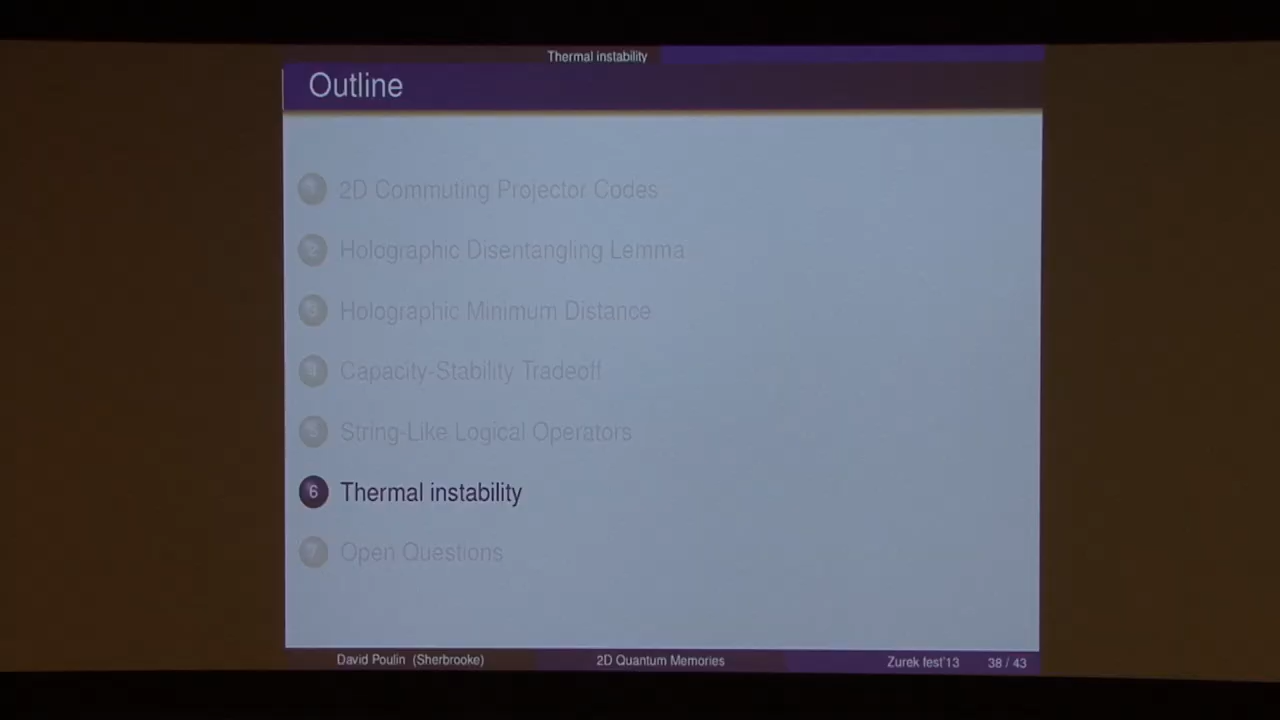 Thermal instability
Outline
1 2D Commuting Projector Codes
2 Holographic Disentangling Lemma
3 Holographic Minimum Distance
4 Capacity-Stability Tradeoff
5 String-Like Logical Operators
6 Thermal instability
7 Open Questions
David Poulin (Sherbrooke) 2D Quantum Memories Zurek fest'13 38 / 43